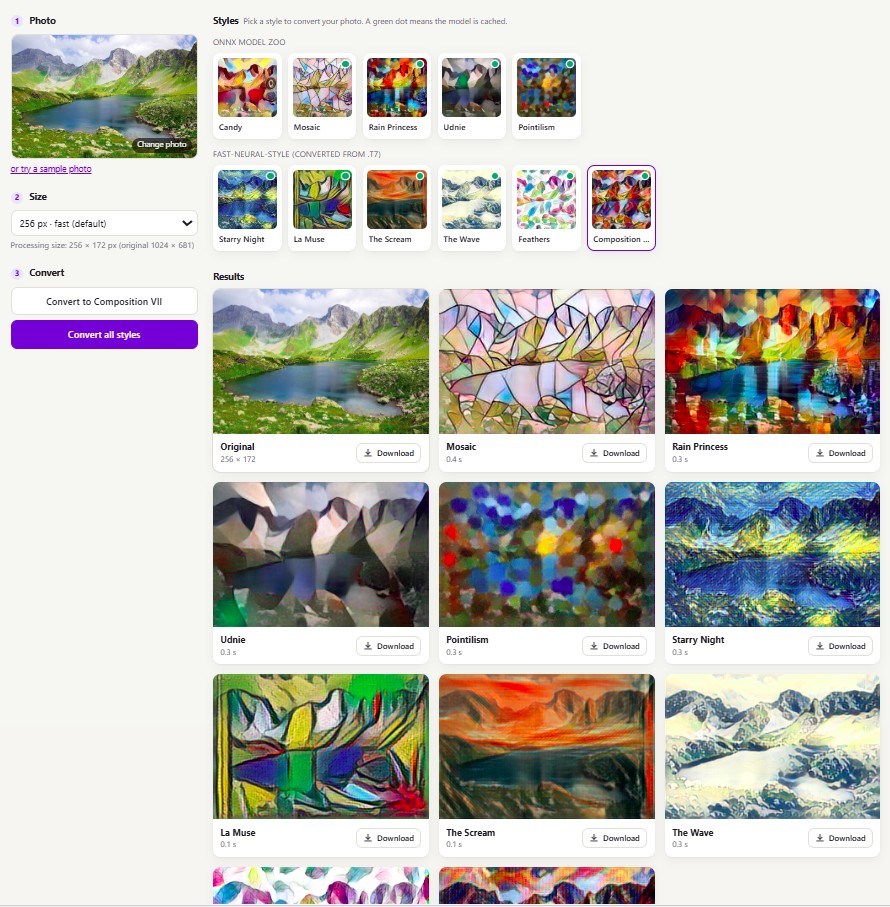 1 Photo
Change photo
or try a sample photo
2 Size
256 px · fast (default)
Processing size: 256 × 172 px (original 1024 × 681)
3 Convert
Convert to Composition VII
Convert all styles
Styles Pick a style to convert your photo. A green dot means the model is cached.
ONNX MODEL ZOO
Candy
Mosaic
Rain Princess
Udnie
Pointilism
FAST-NEURAL-STYLE (CONVERTED FROM .T7)
Starry Night
La Muse
The Scream
The Wave
Feathers
Composition ...
Results
Original
256 × 172
Download
Mosaic
0.4 s
Download
Rain Princess
0.3 s
Download
Udnie
0.3 s
Download
Pointilism
0.3 s
Download
Starry Night
0.3 s
Download
La Muse
0.1 s
Download
The Scream
0.1 s
Download
The Wave
0.3 s
Download